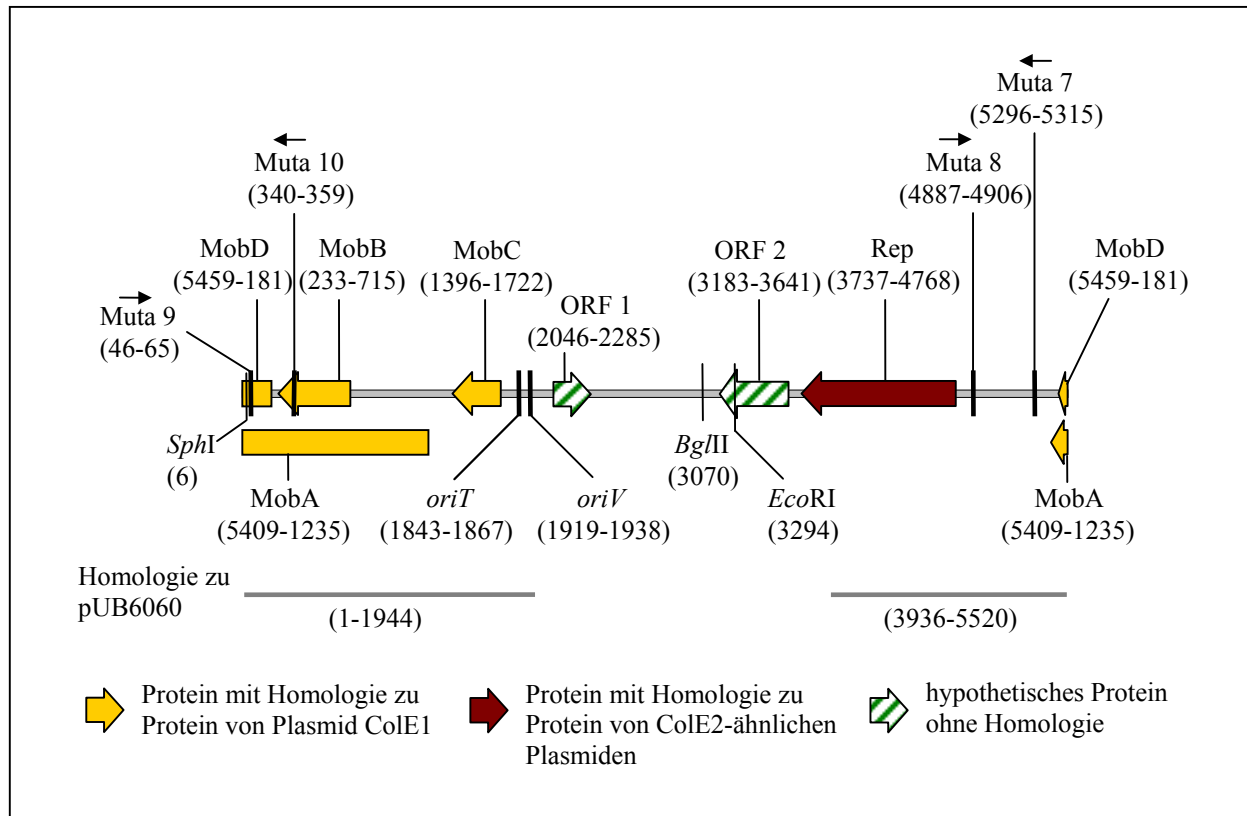 Muta 7
(5296-5315)
Muta 10
(340-359)
Muta 8
(4887-4906)
MobD
(5459-181)
MobB
(233-715)
MobC
(1396-1722)
ORF 2
(3183-3641)
Rep
(3737-4768)
MobD
(5459-181)
Muta 9
(46-65)
ORF 1
(2046-2285)
SphI
(6)
MobA
(5409-1235)
oriT
(1843-1867)
oriV
(1919-1938)
BglII
(3070)
EcoRI
(3294)
MobA
(5409-1235)
Homologie zu
pUB6060
(1-1944)
(3936-5520)
Protein mit Homologie zu
Protein von Plasmid ColE1
Protein mit Homologie zu
Protein von ColE2-ähnlichen
Plasmiden
hypothetisches Protein
ohne Homologie